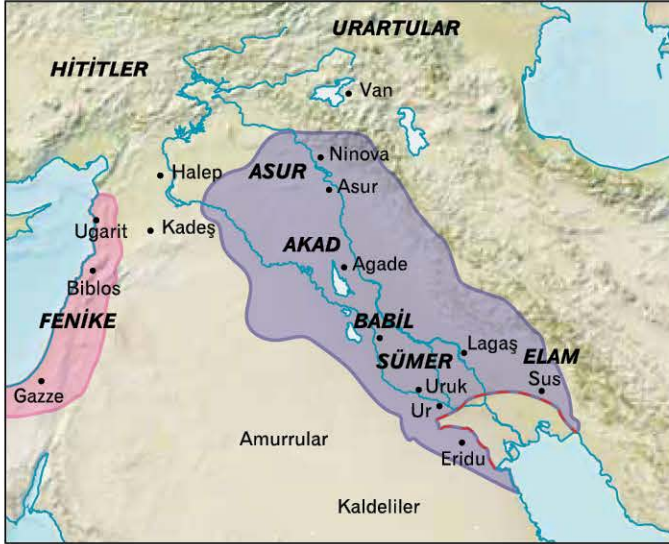 URARTULAR
HİTİTLER
Van
Ninova
Halep
ASUR
Asur
Ugarit
Kadeş
AKAD
Agade
Biblos
FENİKE
BABİL
Lagaş
SÜMER
ELAM
Gazze
Uruk
Sus
Ur
Amurrular
Eridu
Kaldeliler